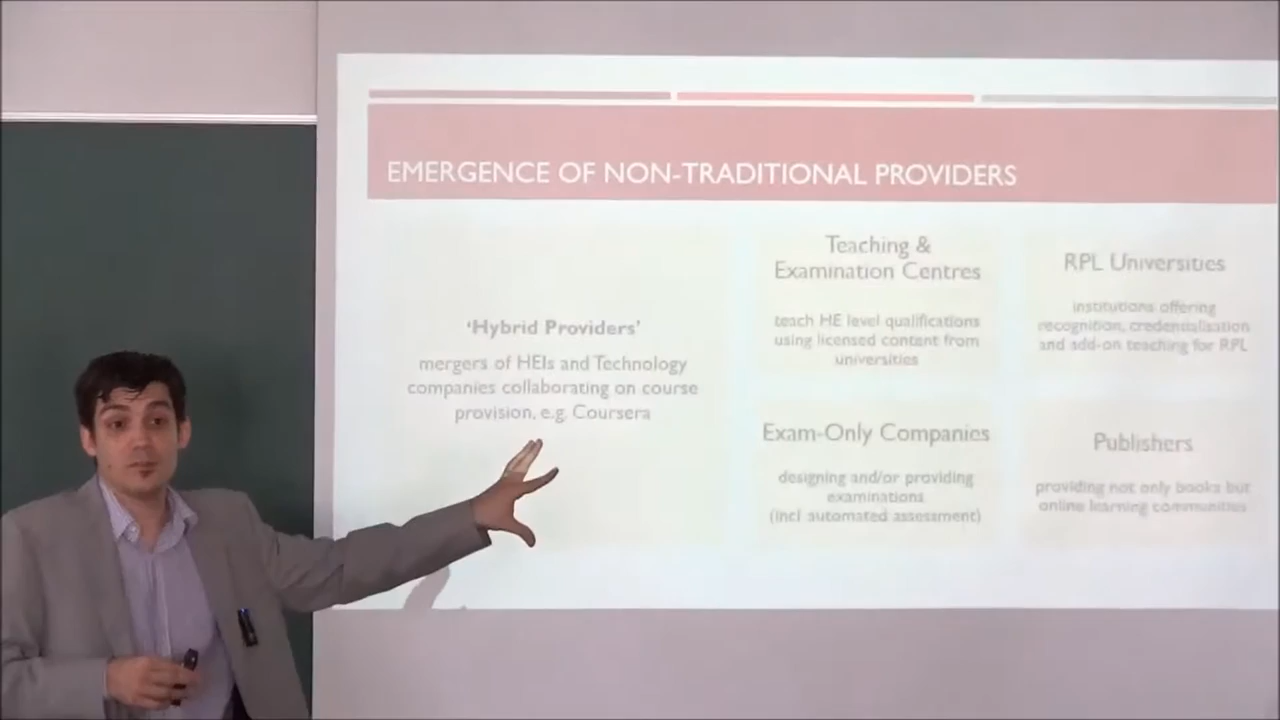 EMERGENCE OF NON-TRADITIONAL PROVIDERS
'Hybrid Providers'
mergers of HEIs and Technology
companies collaborating on course
provision, e.g. Coursera
Teaching &
Examination Centres
teach HE level qualifications
using licensed content from
universities
RPL Universities
institutions offering
recognition, credentialisation
and add-on teaching for RPL
Exam-Only Companies
designing and/or providing
examinations
(incl automated assessment)
Publishers
providing not only books but
online learning communities